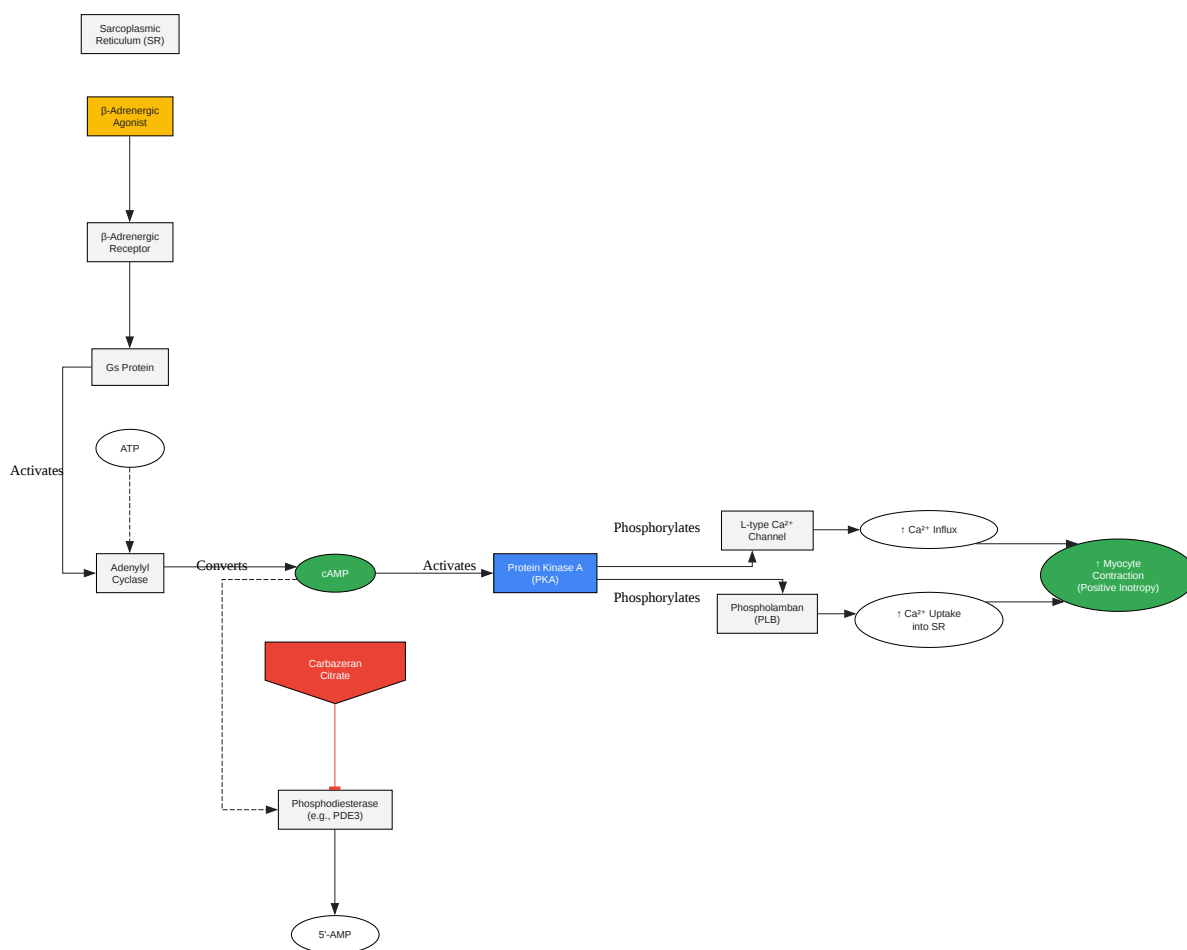 Sarcoplasmic
Reticulum (SR)
β-Adrenergic
Agonist
β-Adrenergic
Receptor
Gs Protein
ATP
Activates
Adenylyl
Cyclase
Converts
cAMP
Activates
Protein Kinase A
(PKA)
Phosphorylates
Phosphorylates
L-type Ca²⁺
Channel
↑ Ca²⁺ Influx
Phospholamban
(PLB)
↑ Ca²⁺ Uptake
into SR
↑ Myocyte
Contraction
(Positive Inotropy)
Carbazeran
Citrate
Phosphodiesterase
(e.g., PDE3)
5'-AMP